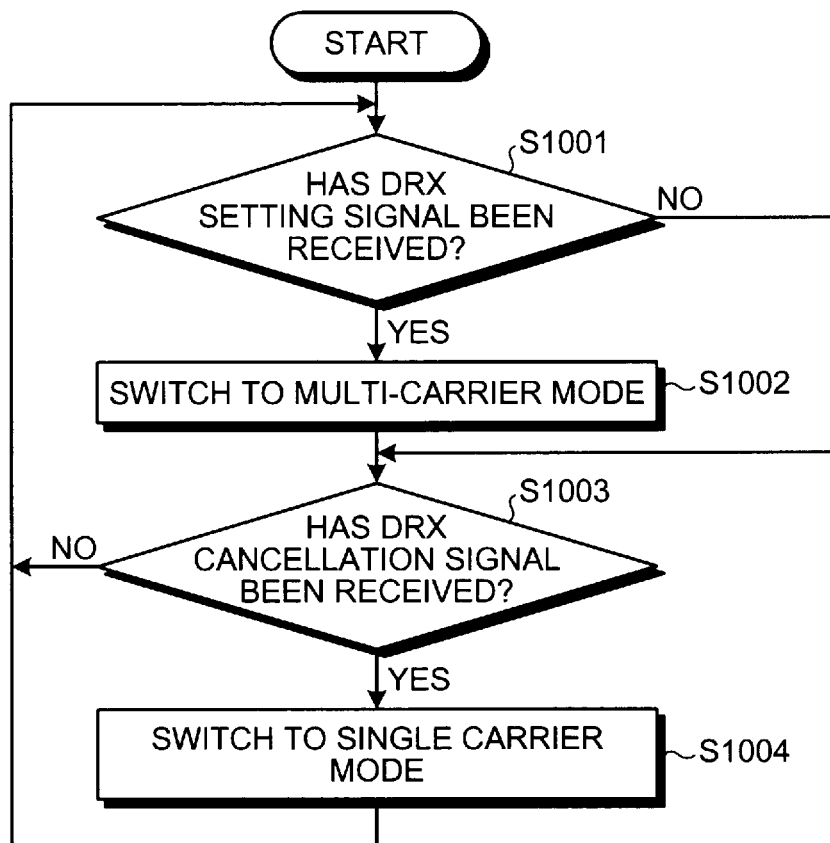 START
S1001
HAS DRX
SETTING SIGNAL BEEN
RECEIVED?
NO
YES
SWITCH TO MULTI-CARRIER MODE
S1002
S1003
HAS DRX
CANCELLATION SIGNAL
BEEN RECEIVED?
NO
YES
SWITCH TO SINGLE CARRIER
MODE
S1004